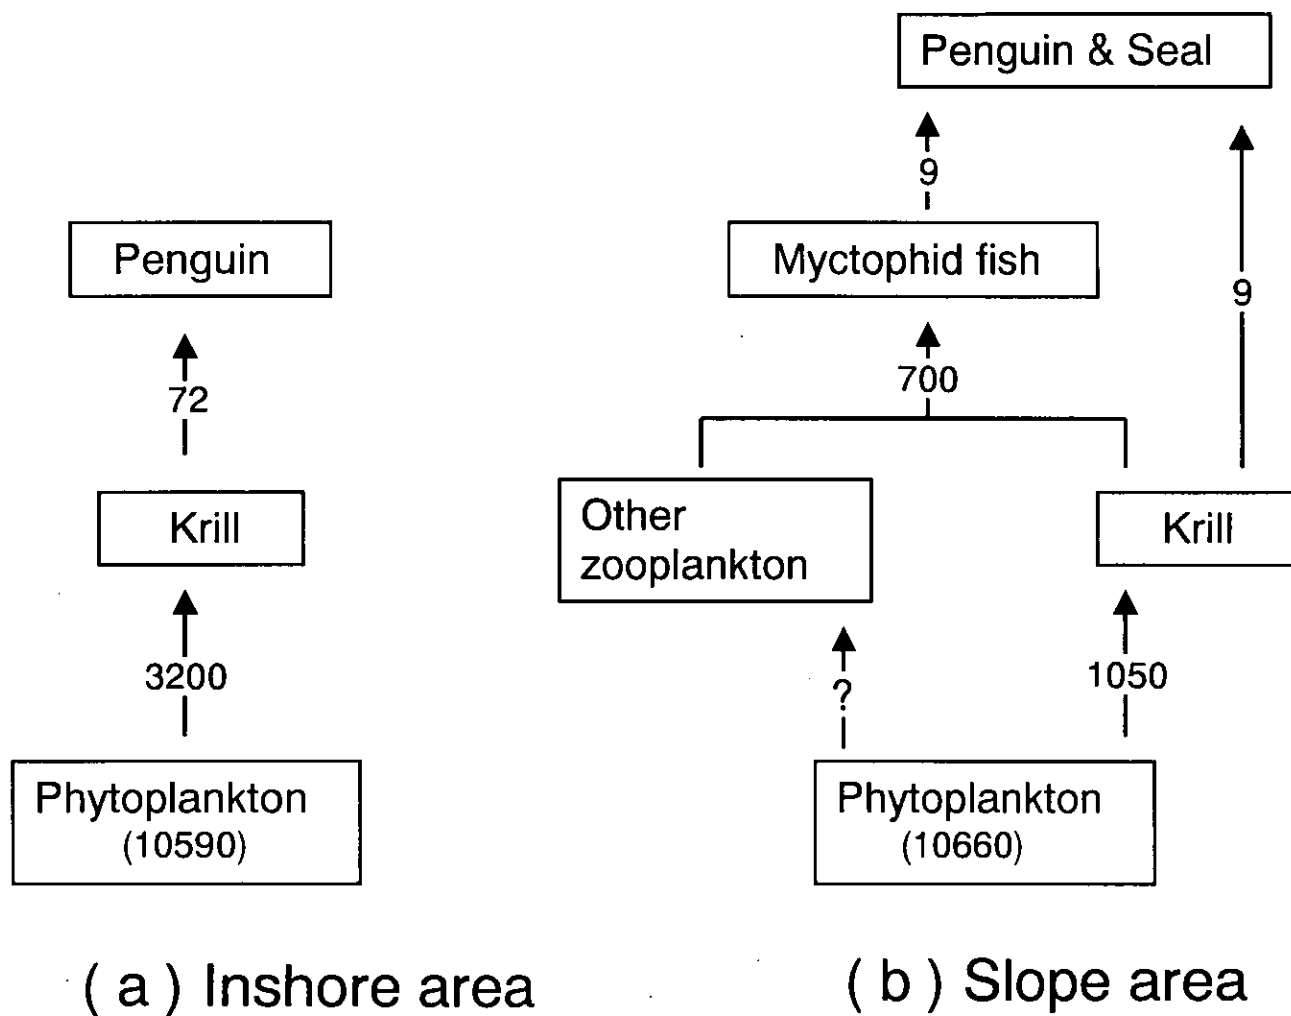 Penguin
72
Krill
3200
Phytoplankton
(10590)
( a ) Inshore area
Penguin & Seal
9
Myctophid fish
9
700
Other
zooplankton
Krill
?
1050
Phytoplankton
(10660)
( b ) Slope area